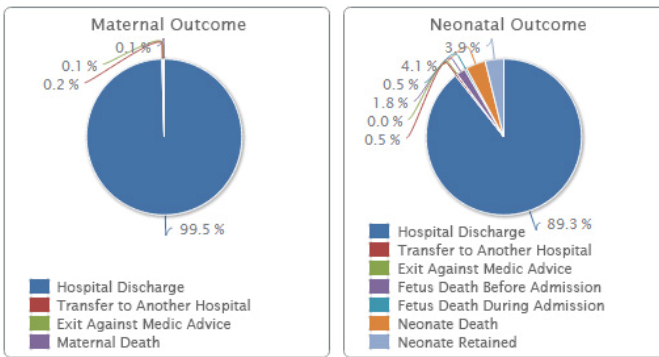 Maternal Outcome
0.1 %
0.1 %
0.2 %
99.5 %
Hospital Discharge
Transfer to Another Hospital
Exit Against Medic Advice
Maternal Death
Neonatal Outcome
3.9 %
4.1 %
0.5 %
1.8 %
0.0 %
0.5 %
89.3 %
Hospital Discharge
Transfer to Another Hospital
Exit Against Medic Advice
Fetus Death Before Admission
Fetus Death During Admission
Neonate Death
Neonate Retained